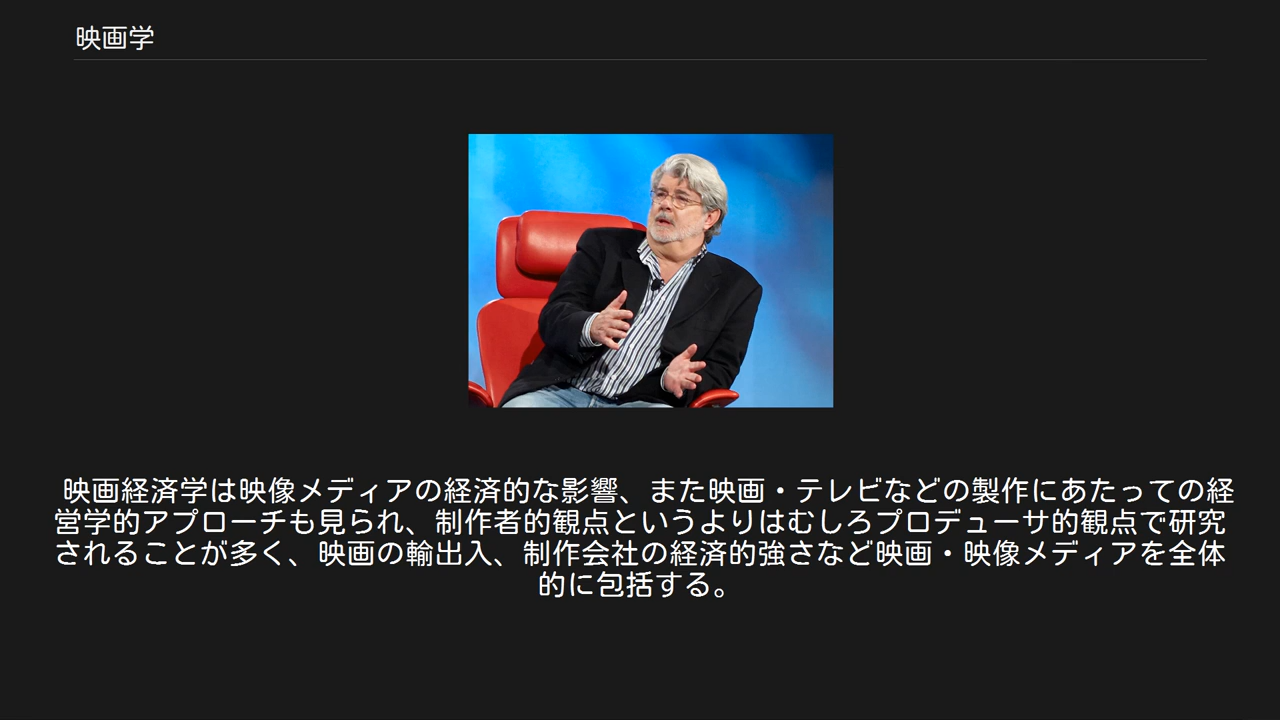 映画学
映画経済学は映像メディアの経済的な影響、また映画・テレビなどの製作にあたっての経
営学的アプローチも見られ、制作者的観点というよりはむしろプロデューサ的観点で研究
されることが多く、映画の輸出入、制作会社の経済的強さなど映画・映像メディアを全体
的に包括する。